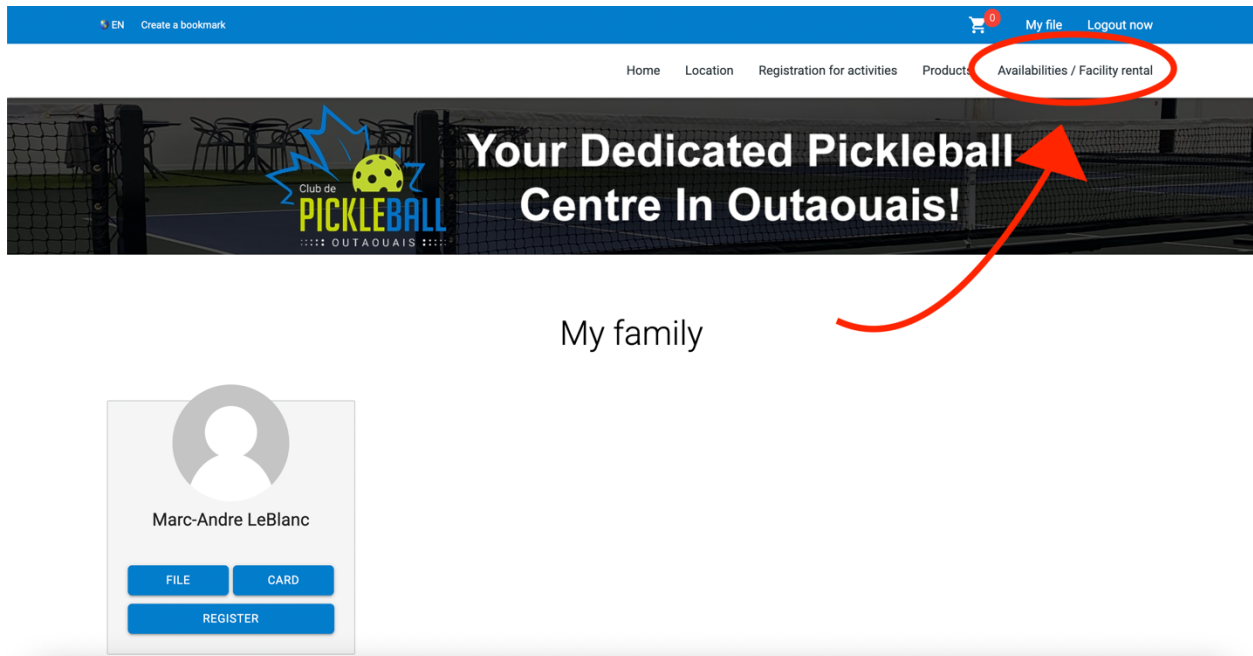 EN Create a bookmark 0 My file Logout now
Home Location Registration for activities Products Availabilities / Facility rental
Your Dedicated Pickleball
Centre In Outaouais!
Club de
PICKLEBALL
OUTAOUAIS
My family
Marc-Andre LeBlanc
FILE CARD
REGISTER